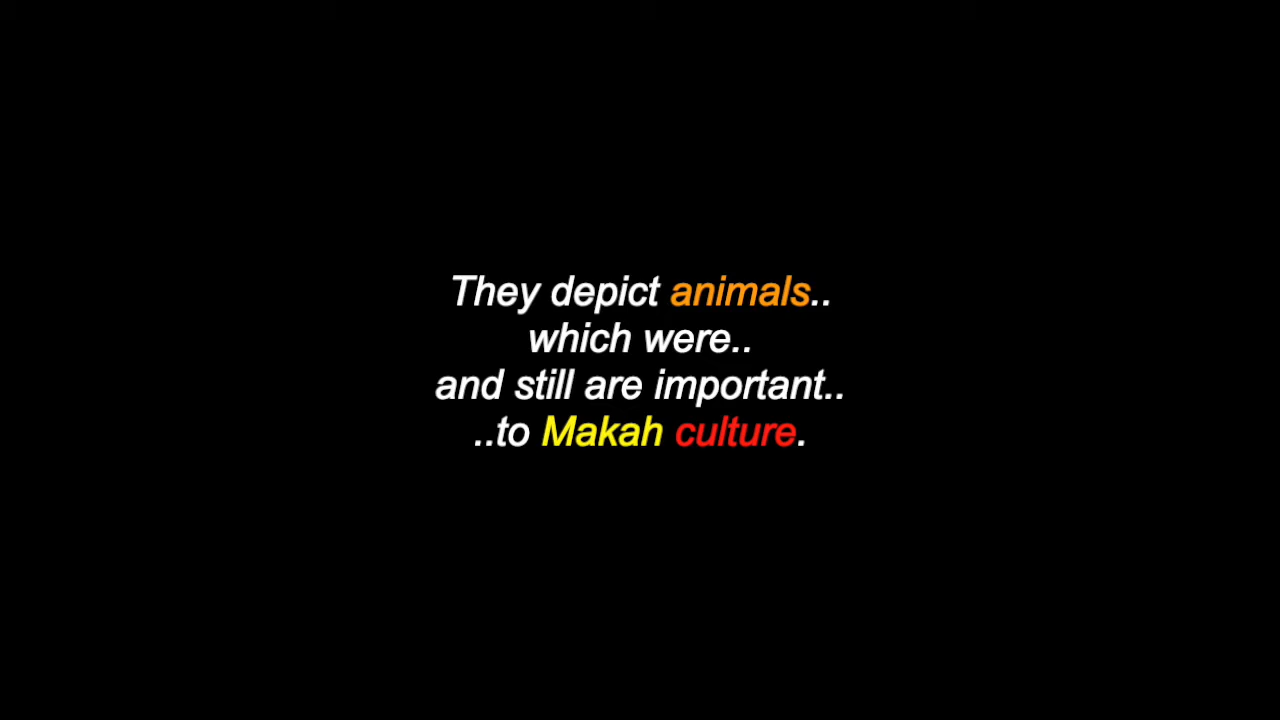 They depict animals..
which were..
and still are important..
..to Makah culture.